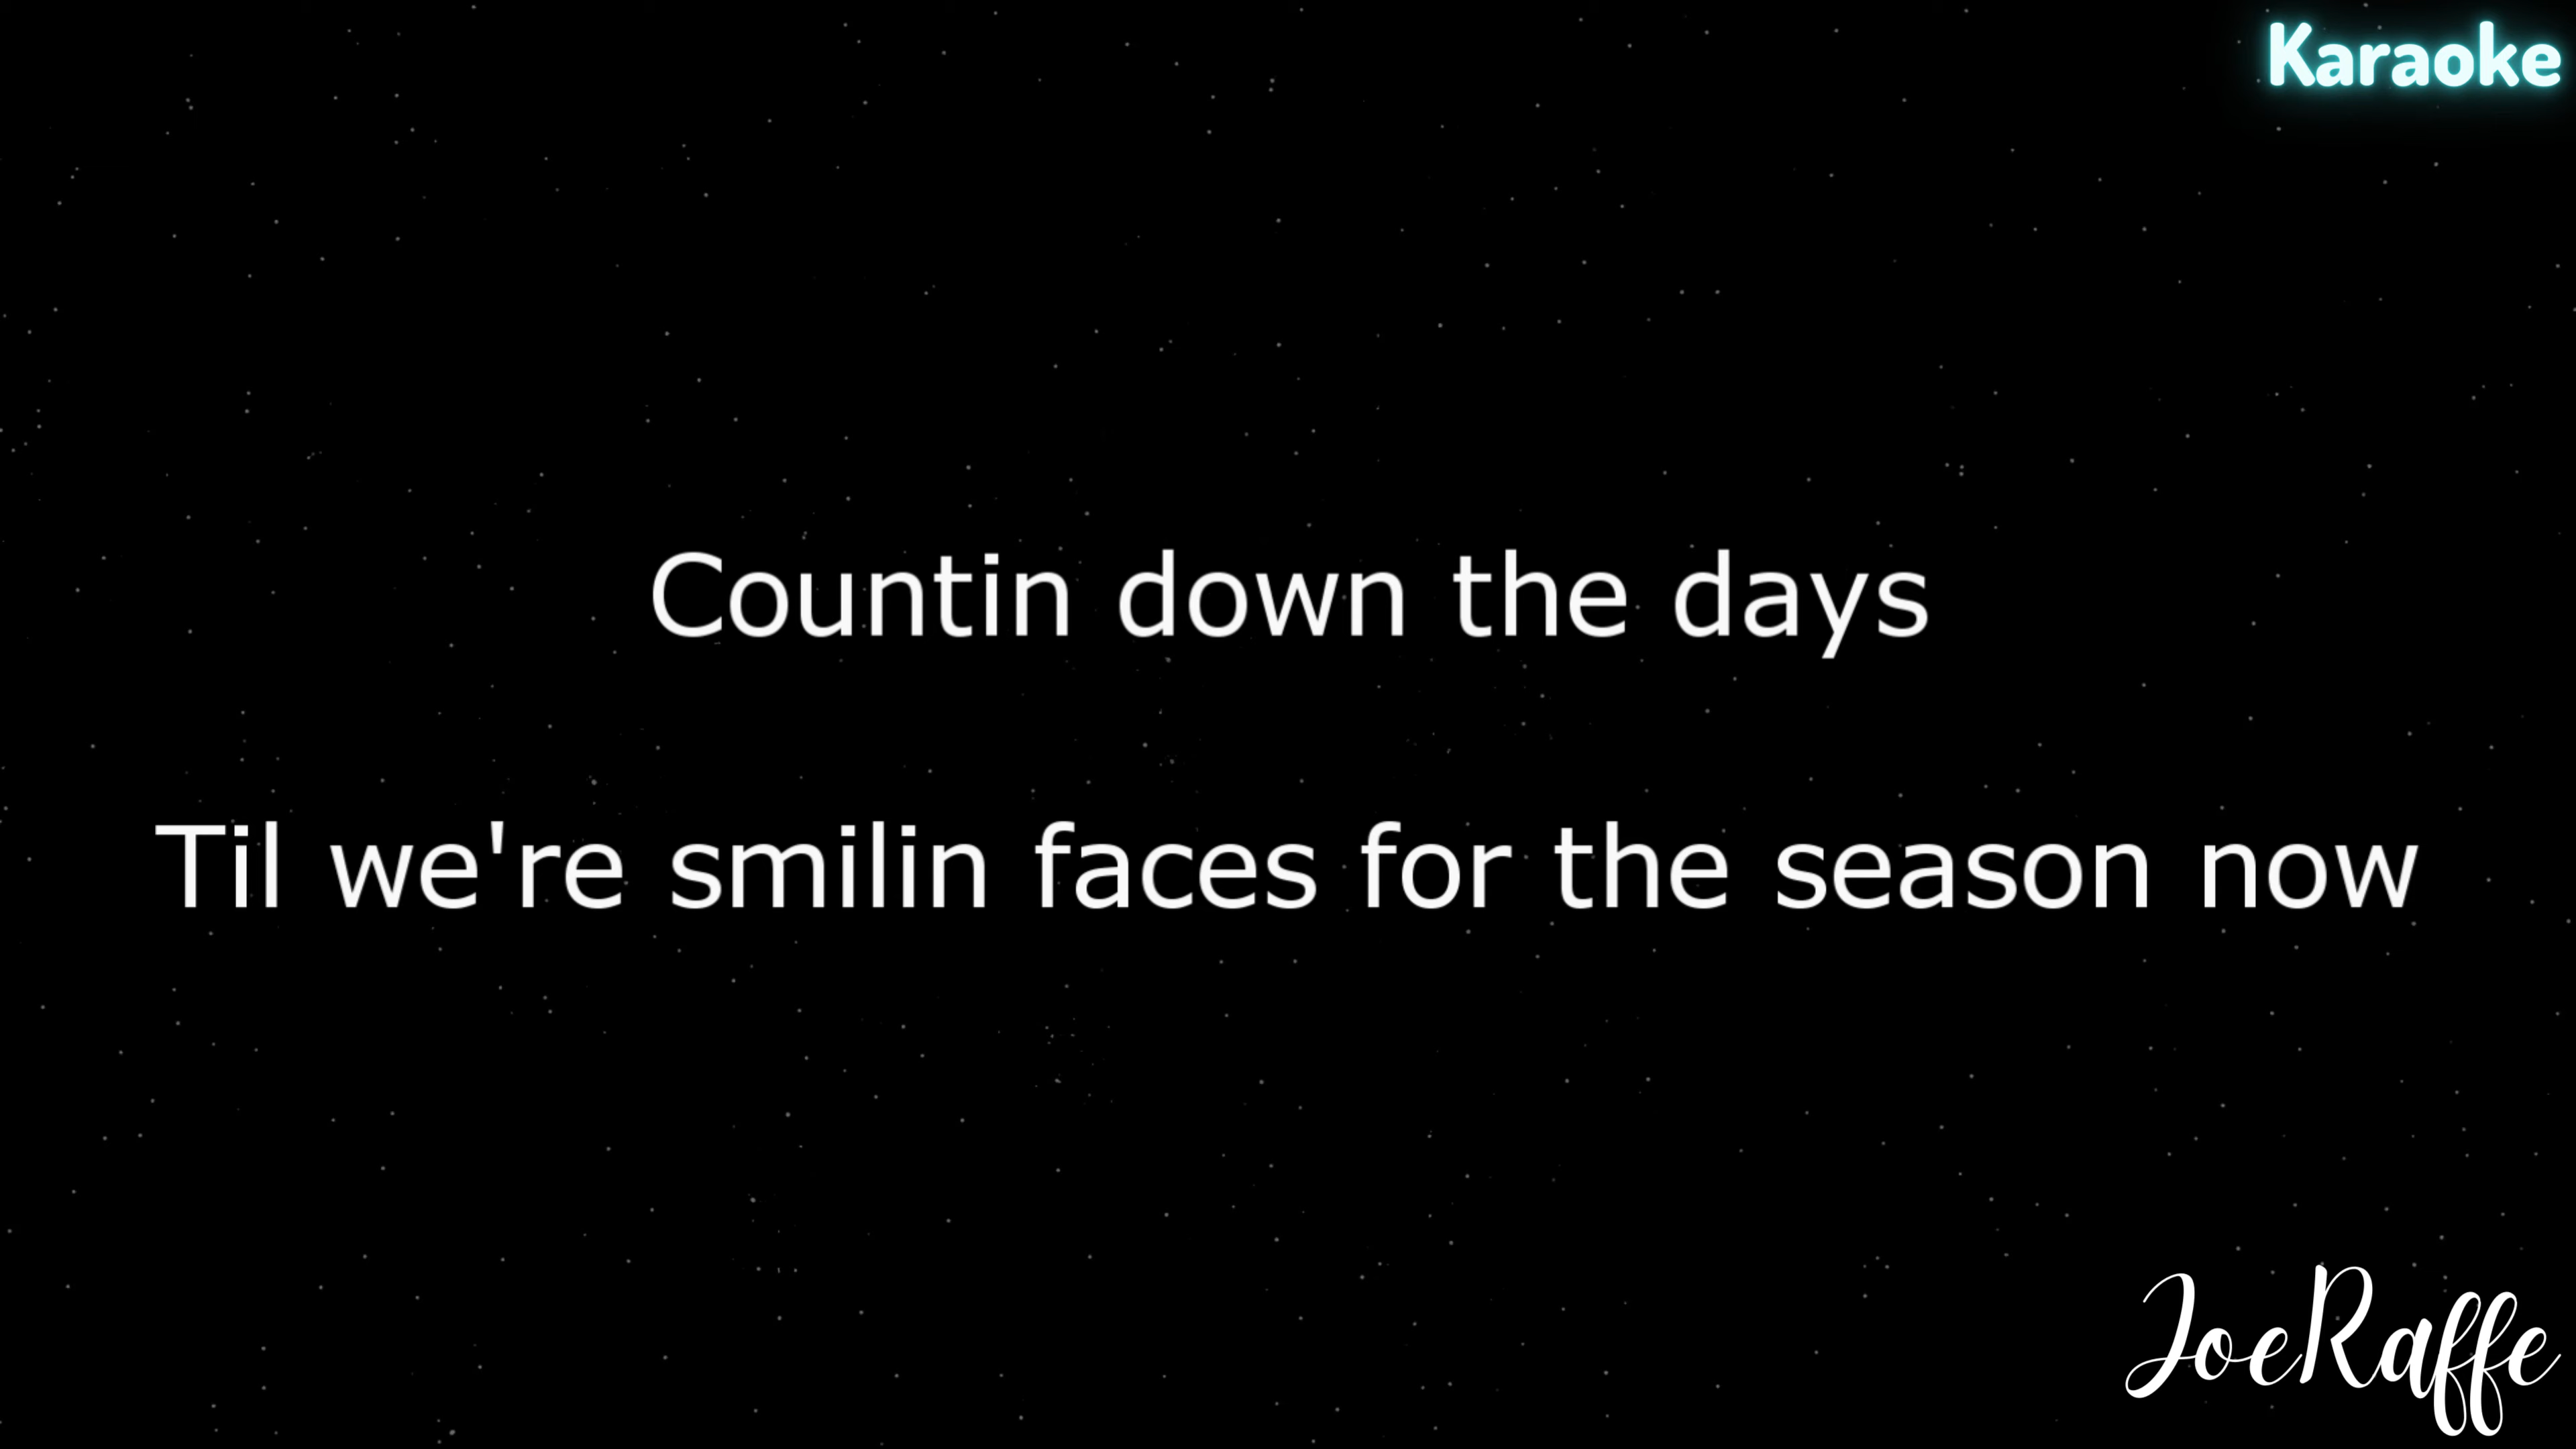 Karaoke
Countin down the days
Til we're smilin faces for the season now
JoeRaffe